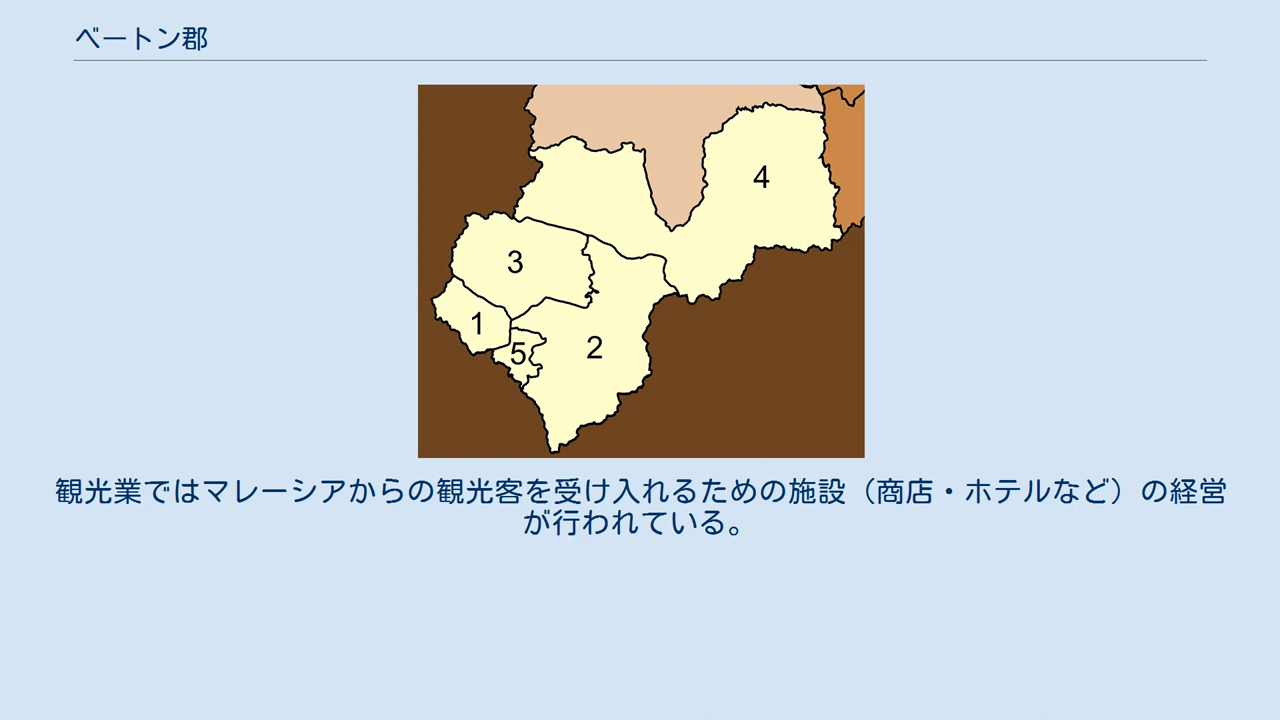 ベートン郡
4
3
1
2
5
観光業ではマレーシアからの観光客を受け入れるための施設（商店・ホテルなど）の経営
が行われている。